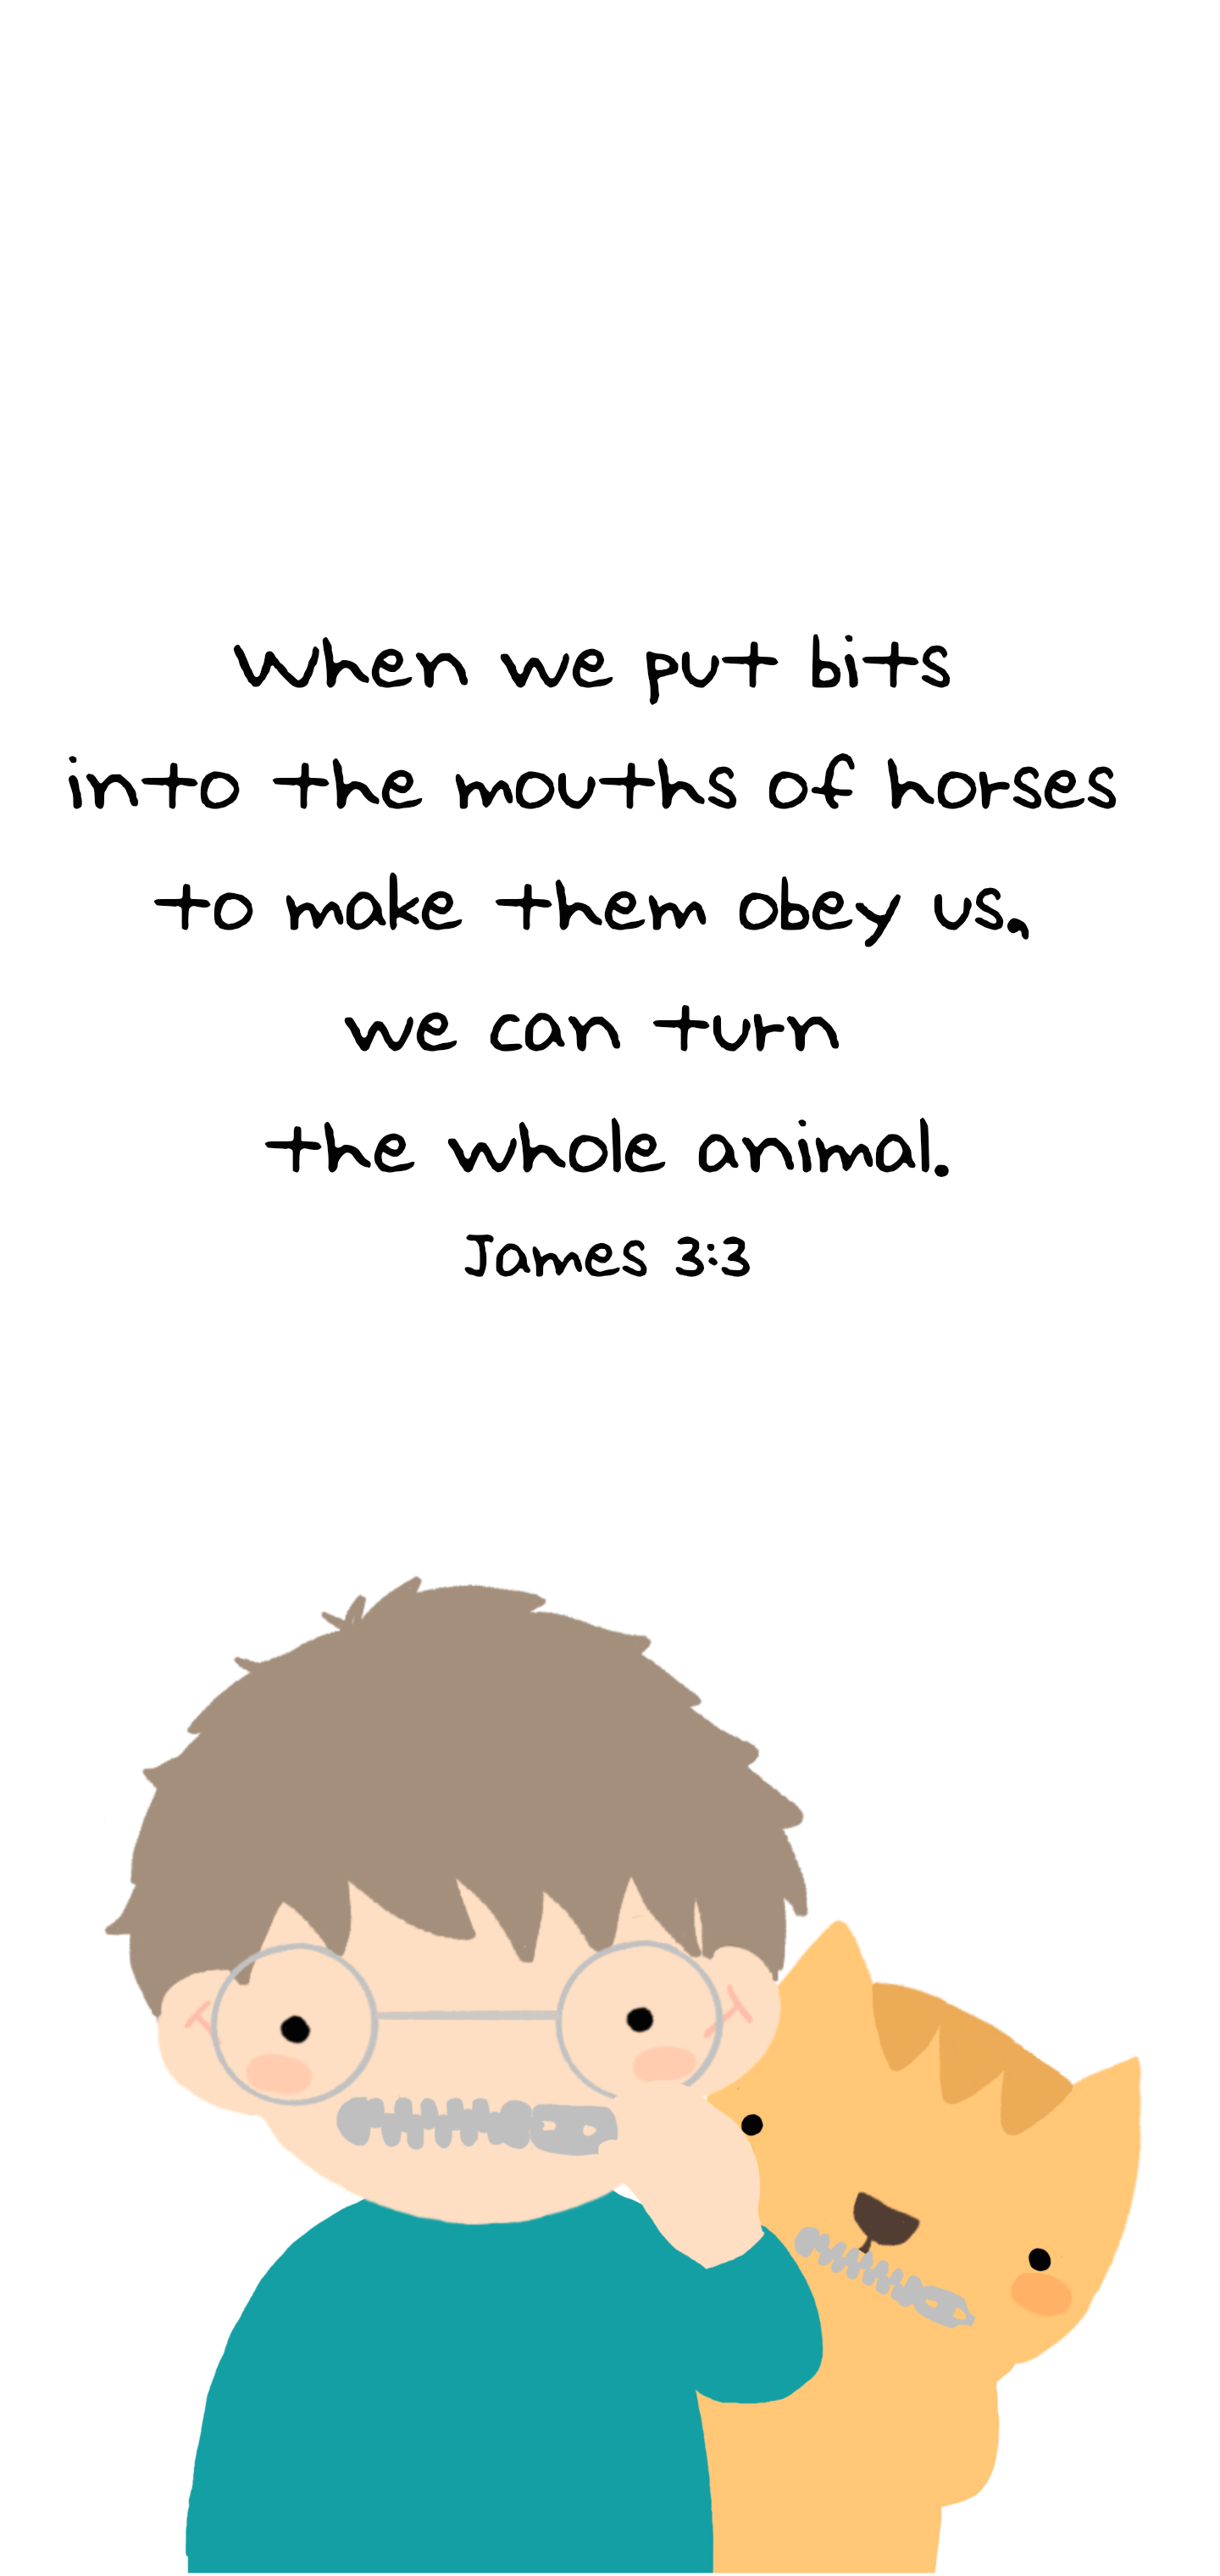 When we put bits
into the mouths of horses
to make them obey us,
we can turn
the whole animal.
James 3:3